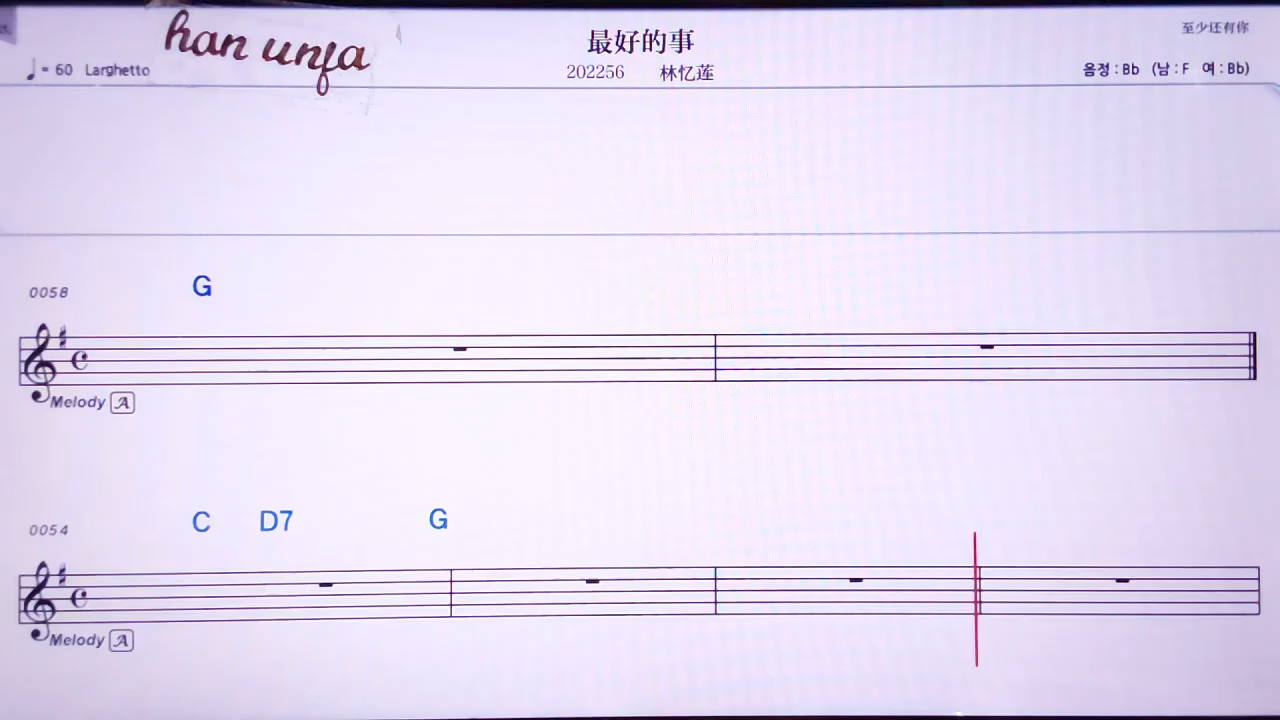 han unfa
最好的事
至少还有你
♩= 60 Larghetto
202256 林忆莲
음정 : Bb (남 : F 여 : Bb)
0058 G
Melody A
0054 C D7 G
Melody A